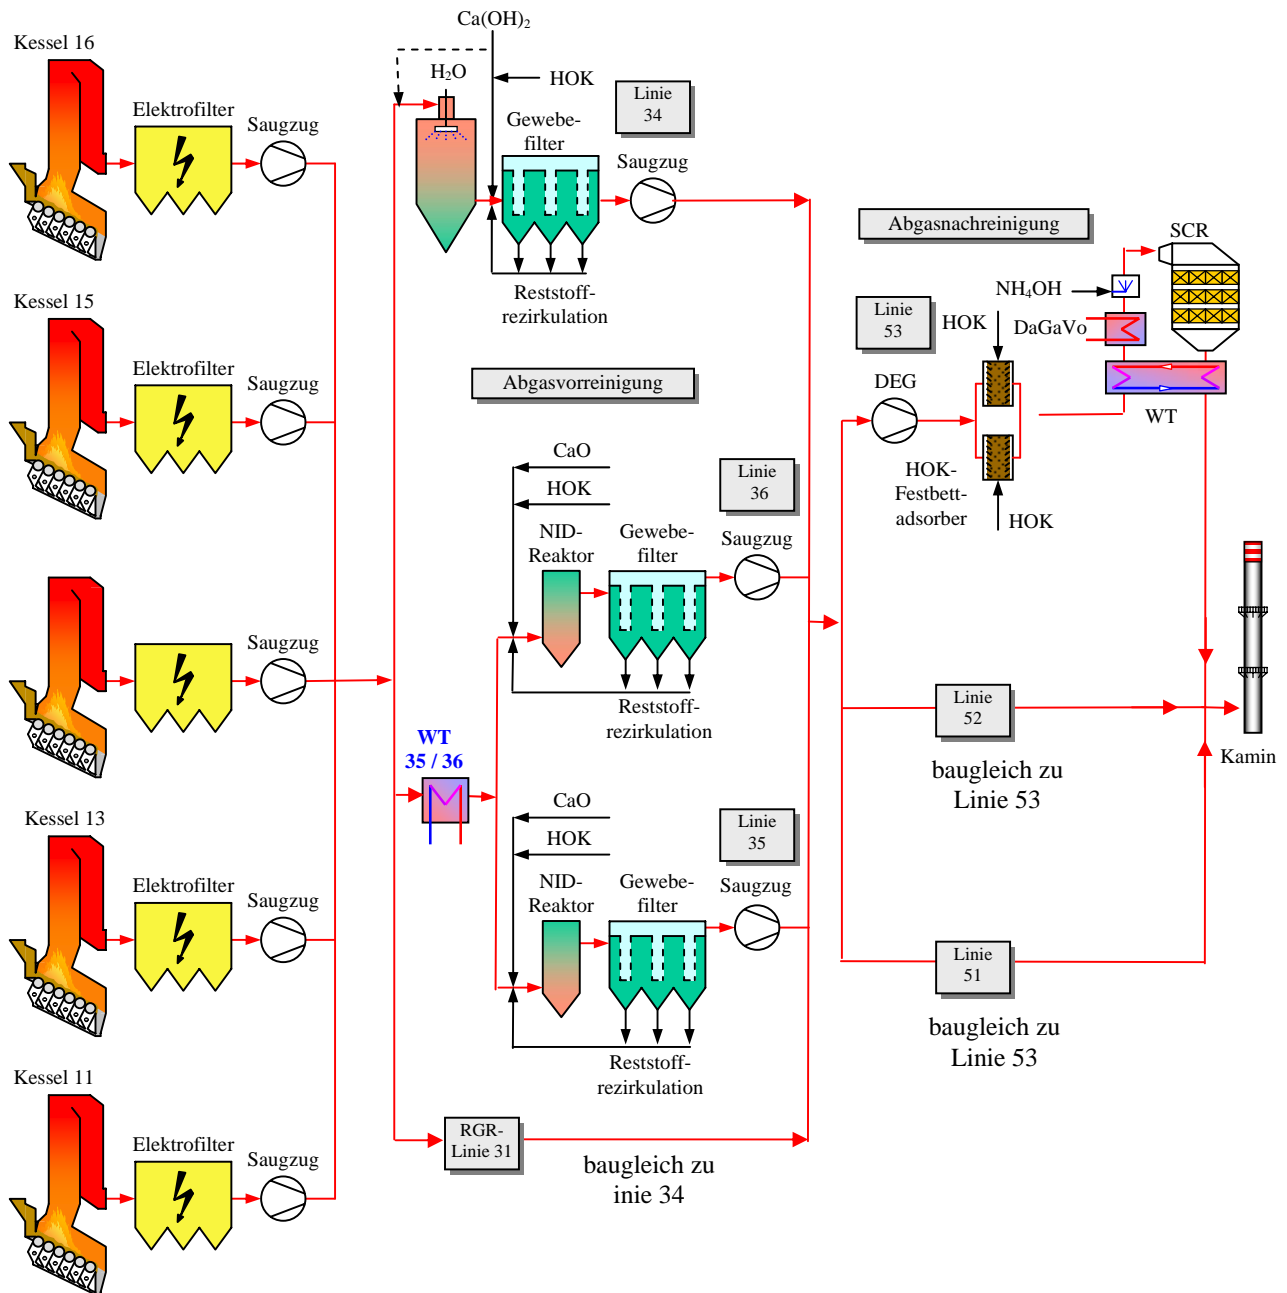 Kessel 16
Elektrofilter
Saugzug
Kessel 15
Elektrofilter
Saugzug
Saugzug
Kessel 13
Elektrofilter
Saugzug
Kessel 11
Elektrofilter
Saugzug
Ca(OH)₂
H₂O
HOK
Linie
34
Gewebe-
filter
Saugzug
Reststoff-
rezirkulation
Abgasvorreinigung
CaO
HOK
Linie
36
NID-
Reaktor
Gewebe-
filter
Saugzug
Reststoff-
rezirkulation
WT
35 / 36
CaO
HOK
Linie
35
NID-
Reaktor
Gewebe-
filter
Saugzug
Reststoff-
rezirkulation
RGR-
Linie 31
baugleich zu
inie 34
Abgasnachreinigung
SCR
NH₄OH
Linie
53
HOK
DaGaVo
DEG
WT
HOK-
Festbett-
adsorber
HOK
Linie
52
baugleich zu
Linie 53
Kamin
Linie
51
baugleich zu
Linie 53